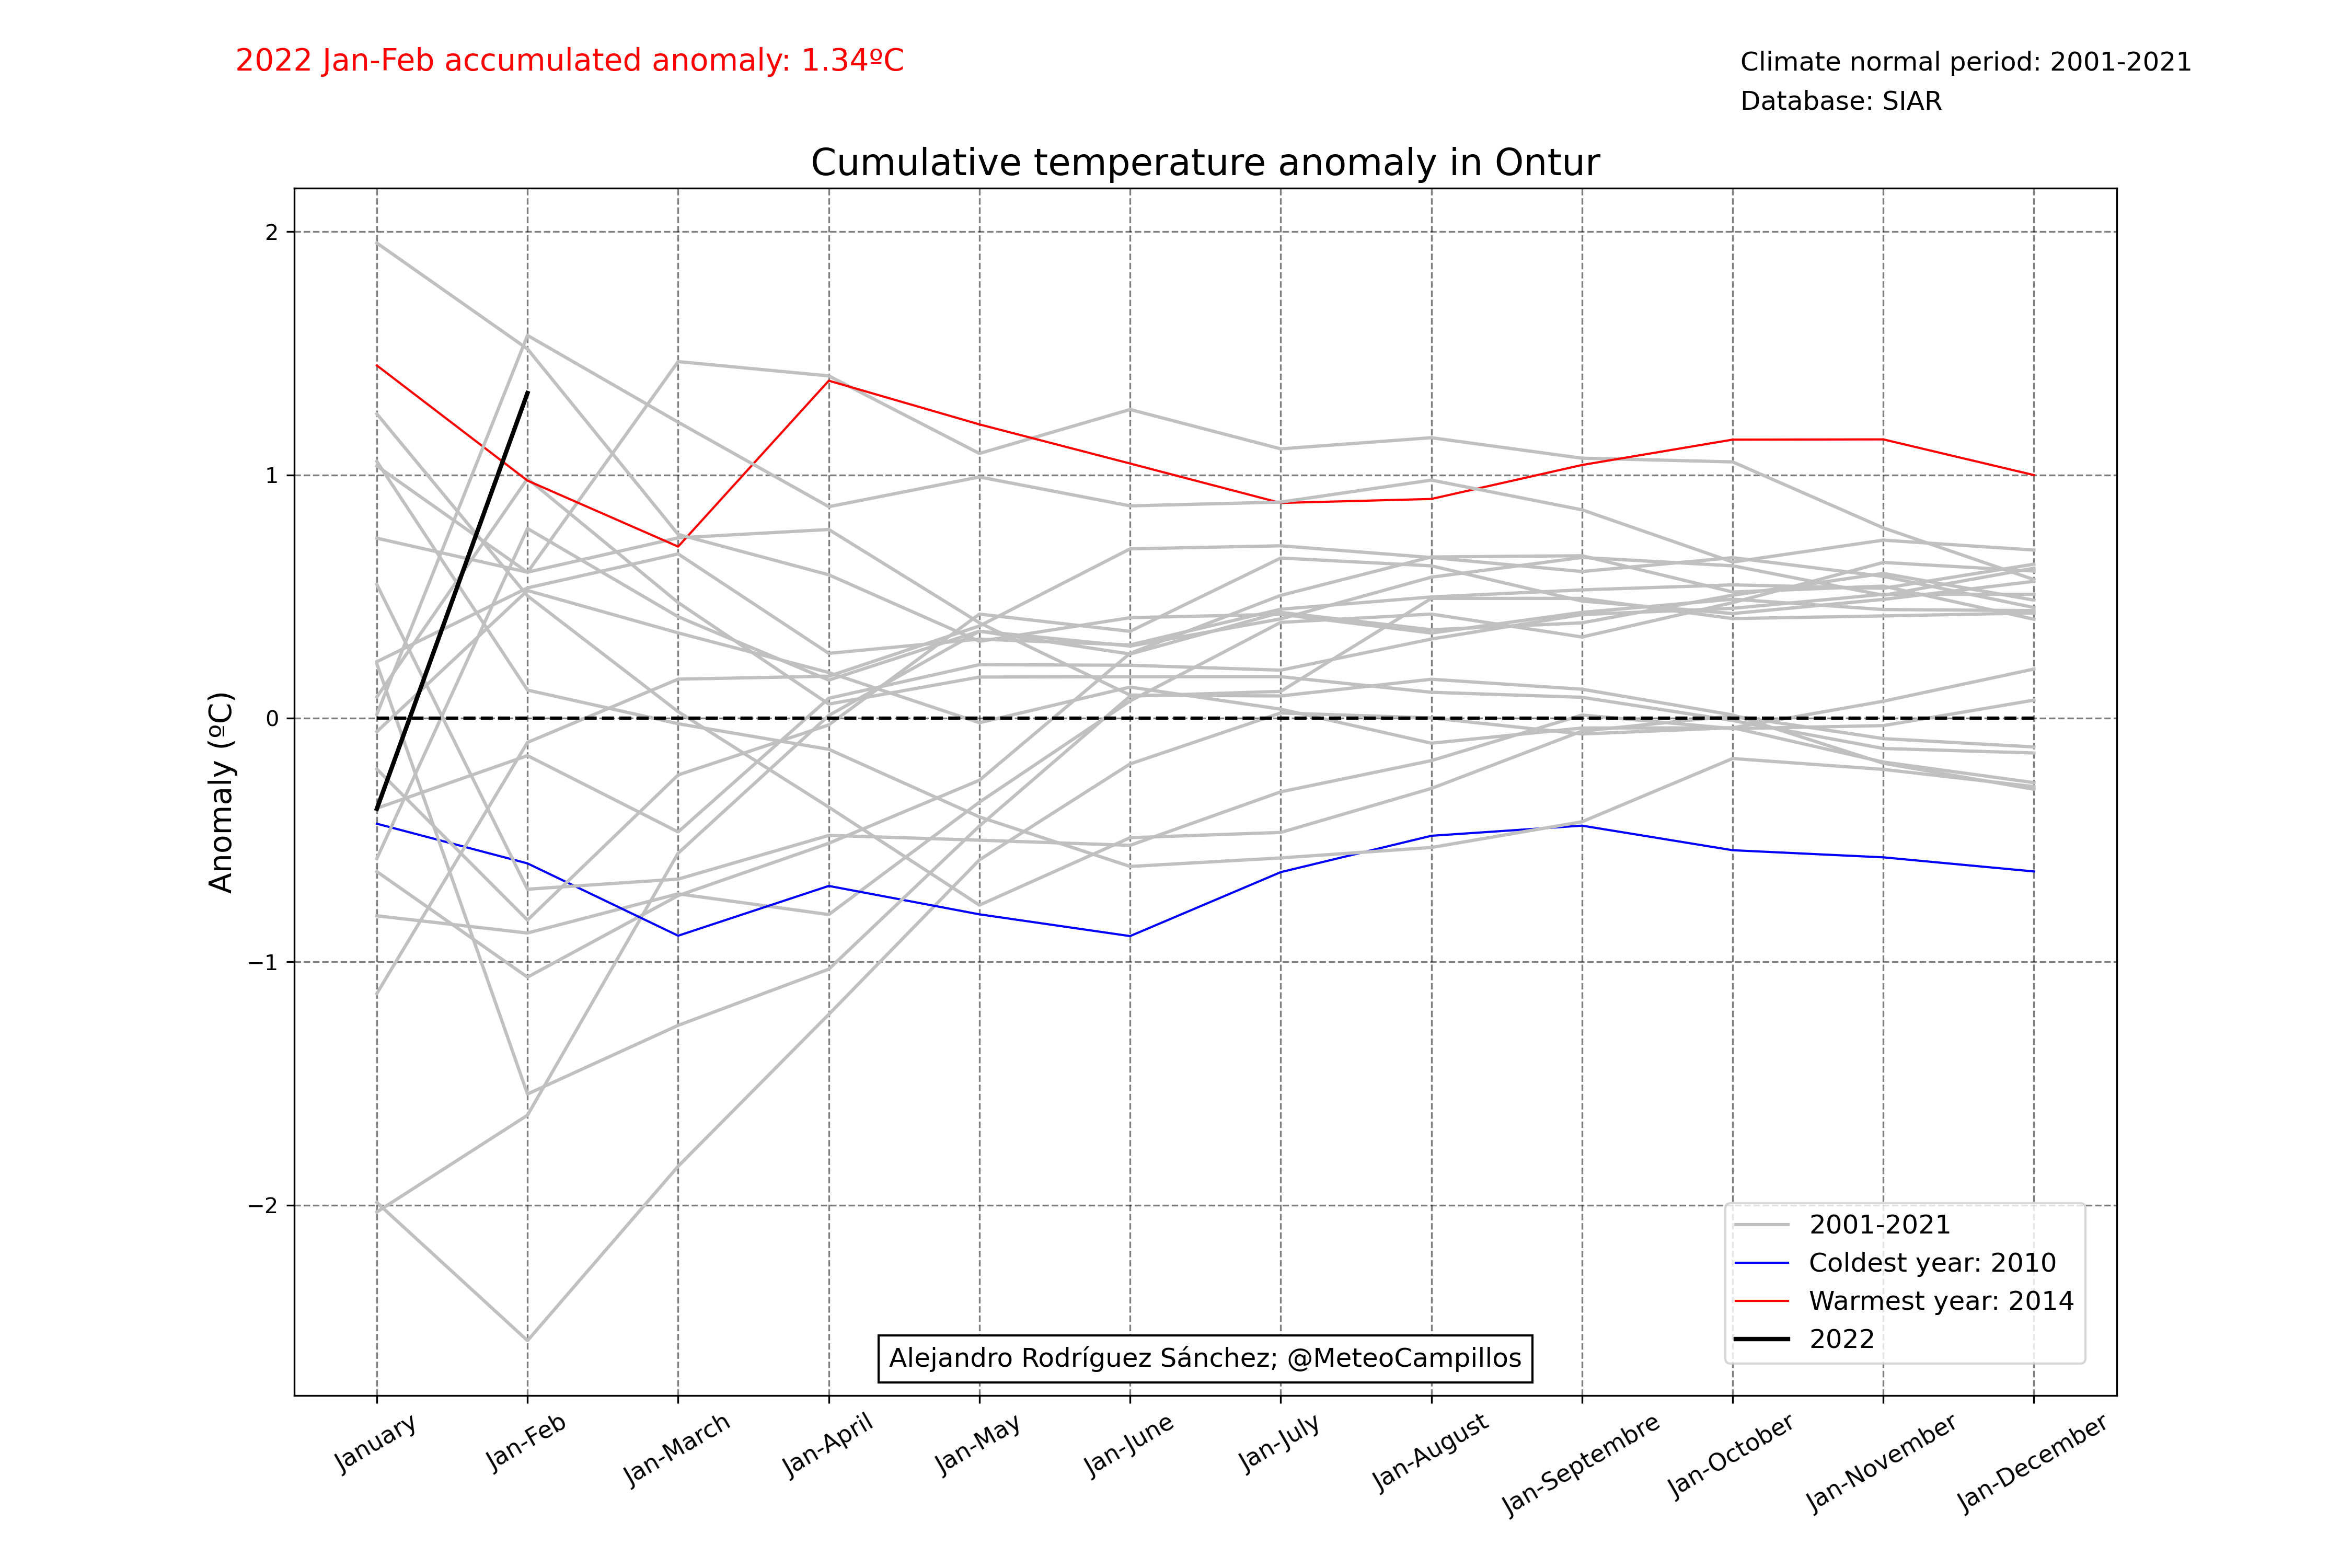 2022 Jan-Feb accumulated anomaly: 1.34ºC
Climate normal period: 2001-2021
Database: SIAR
Cumulative temperature anomaly in Ontur
Anomaly (ºC)
2
1
0
−1
−2
2001-2021
Coldest year: 2010
Warmest year: 2014
2022
Alejandro Rodríguez Sánchez; @MeteoCampillos
January
Jan-Feb
Jan-March
Jan-April
Jan-May
Jan-June
Jan-July
Jan-August
Jan-Septembre
Jan-October
Jan-November
Jan-December